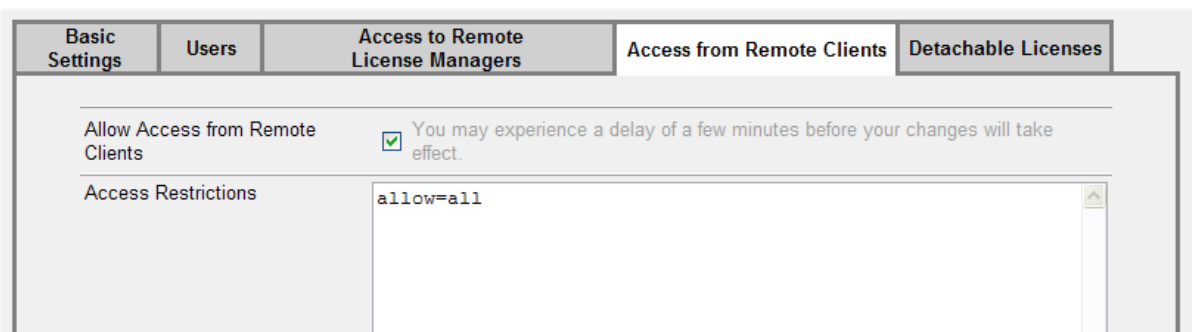 Basic
Settings
Users
Access to Remote
License Managers
Access from Remote Clients
Detachable Licenses
Allow Access from Remote
Clients
You may experience a delay of a few minutes before your changes will take
effect.
Access Restrictions
allow=all